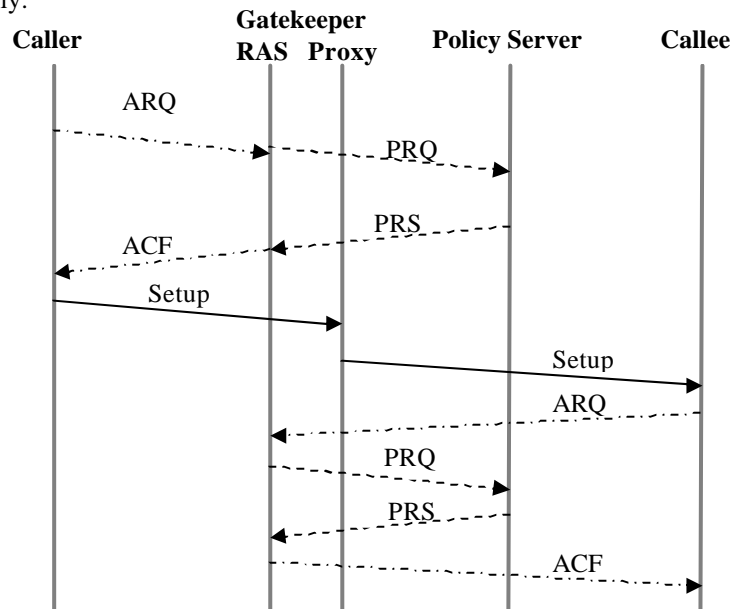 ly.
Gatekeeper
Caller RAS Proxy Policy Server Callee
ARQ
PRQ
PRS
ACF
Setup
Setup
ARQ
PRQ
PRS
ACF